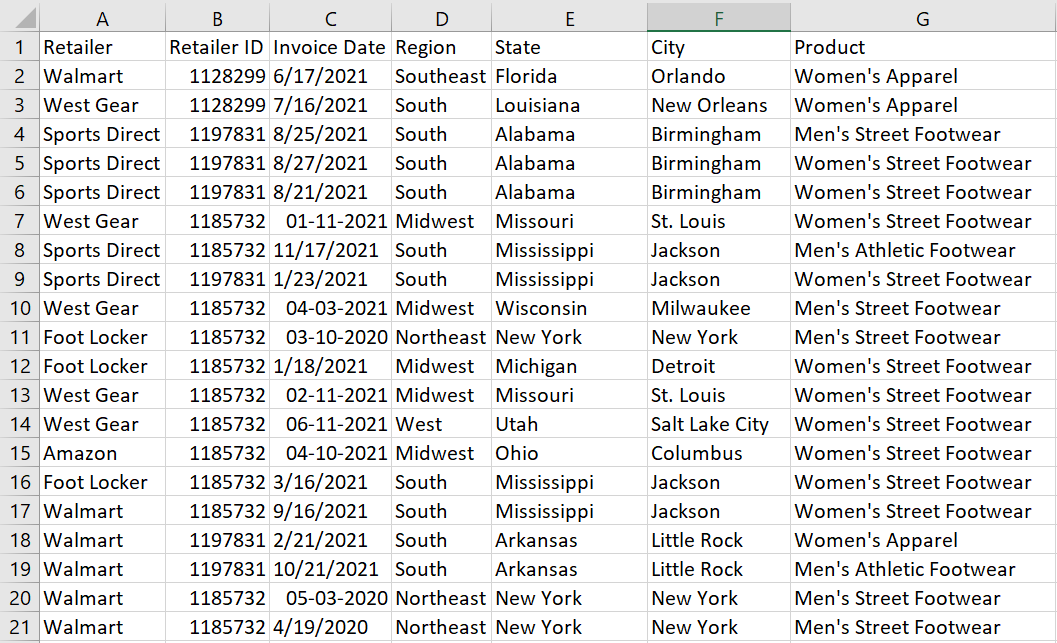 A B C D E F G
1 Retailer Retailer ID Invoice Date Region State City Product
2 Walmart 1128299 6/17/2021 Southeast Florida Orlando Women's Apparel
3 West Gear 1128299 7/16/2021 South Louisiana New Orleans Women's Apparel
4 Sports Direct 1197831 8/25/2021 South Alabama Birmingham Men's Street Footwear
5 Sports Direct 1197831 8/27/2021 South Alabama Birmingham Women's Street Footwear
6 Sports Direct 1197831 8/21/2021 South Alabama Birmingham Women's Street Footwear
7 West Gear 1185732 01-11-2021 Midwest Missouri St. Louis Women's Street Footwear
8 Sports Direct 1185732 11/17/2021 South Mississippi Jackson Men's Athletic Footwear
9 Sports Direct 1197831 1/23/2021 South Mississippi Jackson Women's Street Footwear
10 West Gear 1185732 04-03-2021 Midwest Wisconsin Milwaukee Men's Street Footwear
11 Foot Locker 1185732 03-10-2020 Northeast New York New York Men's Street Footwear
12 Foot Locker 1185732 1/18/2021 Midwest Michigan Detroit Women's Street Footwear
13 West Gear 1185732 02-11-2021 Midwest Missouri St. Louis Women's Street Footwear
14 West Gear 1185732 06-11-2021 West Utah Salt Lake City Women's Street Footwear
15 Amazon 1185732 04-10-2021 Midwest Ohio Columbus Women's Street Footwear
16 Foot Locker 1185732 3/16/2021 South Mississippi Jackson Women's Street Footwear
17 Walmart 1185732 9/16/2021 South Mississippi Jackson Women's Street Footwear
18 Walmart 1197831 2/21/2021 South Arkansas Little Rock Women's Apparel
19 Walmart 1197831 10/21/2021 South Arkansas Little Rock Men's Athletic Footwear
20 Walmart 1185732 05-03-2020 Northeast New York New York Men's Street Footwear
21 Walmart 1185732 4/19/2020 Northeast New York New York Men's Street Footwear